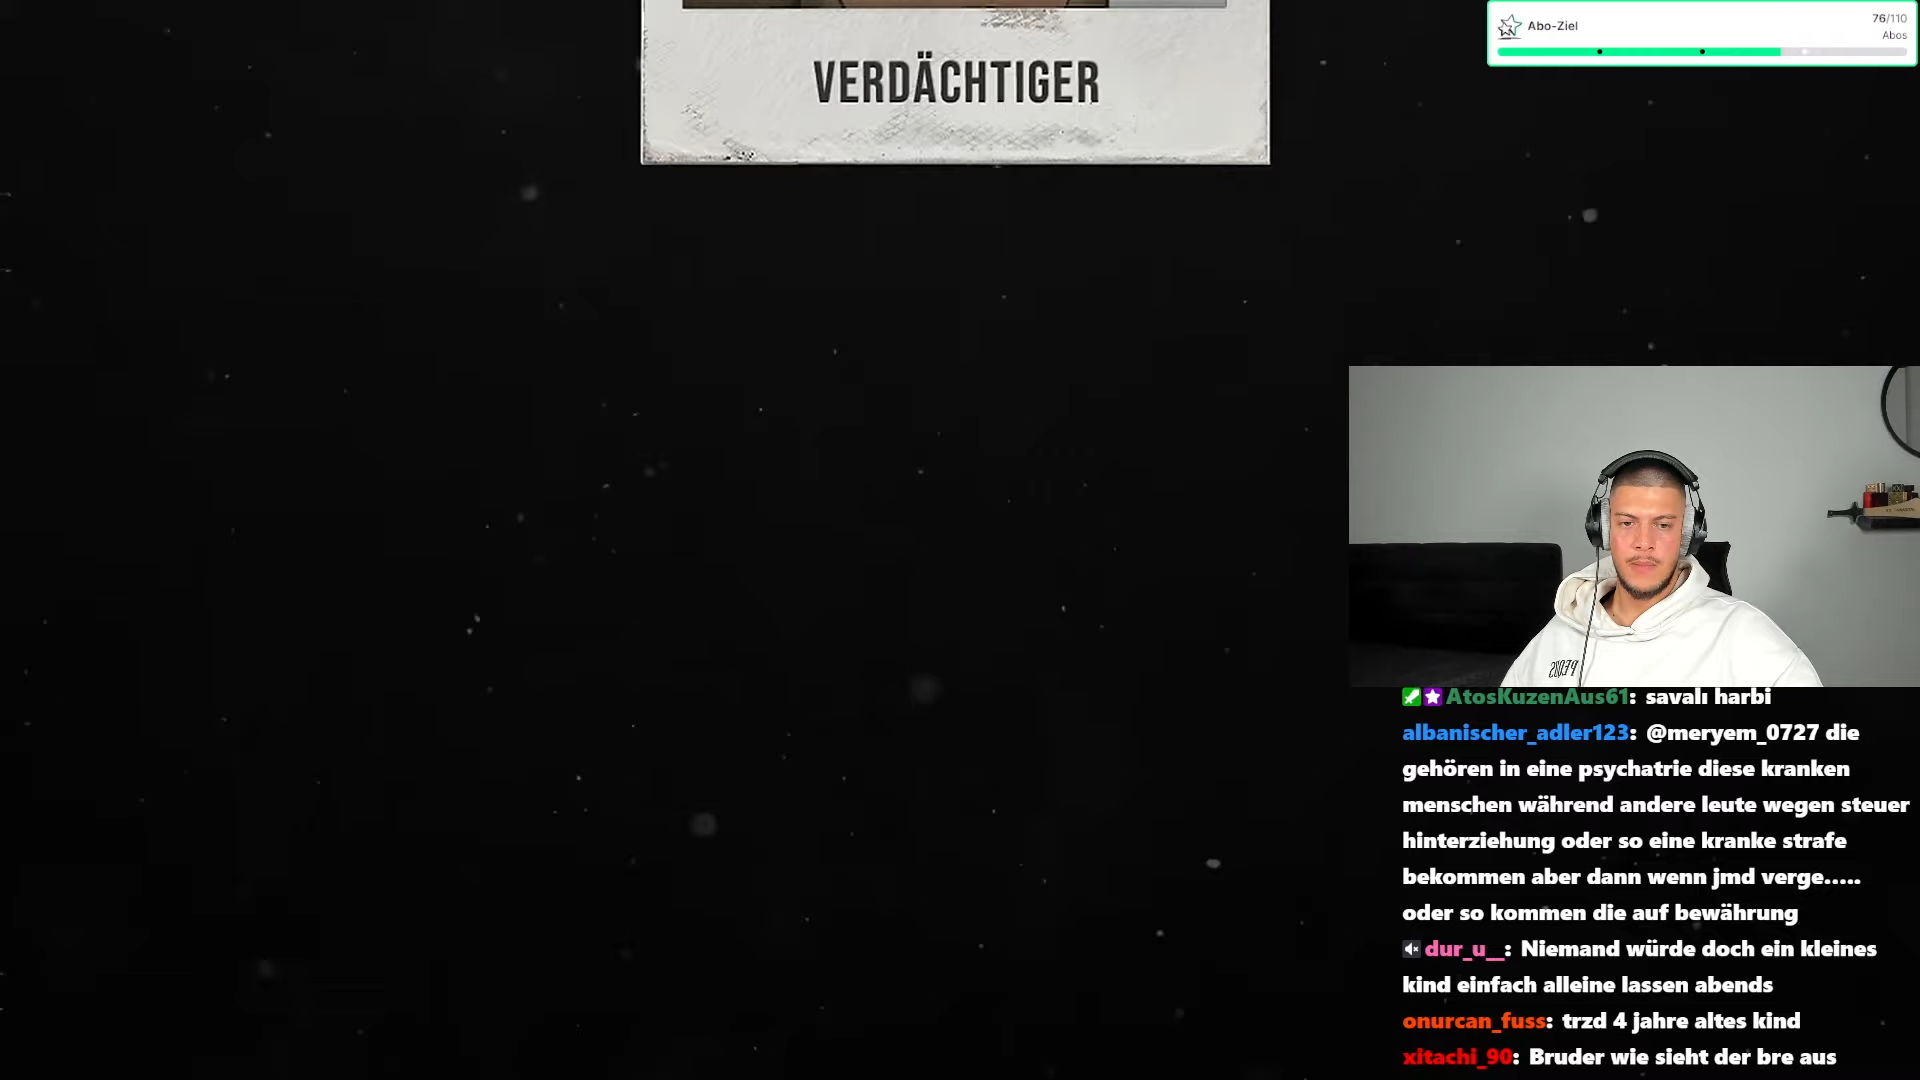 VERDÄCHTIGER
Abo-Ziel
76/110
Abos
AtosKuzenAus61: savalı harbi
albanischer_adler123: @meryem_0727 die
gehören in eine psychatrie diese kranken
menschen während andere leute wegen steuer
hinterziehung oder so eine kranke strafe
bekommen aber dann wenn jmd verge.....
oder so kommen die auf bewährung
dur_u__: Niemand würde doch ein kleines
kind einfach alleine lassen abends
onurcan_fuss: trzd 4 jahre altes kind
xitachi_90: Bruder wie sieht der bre aus